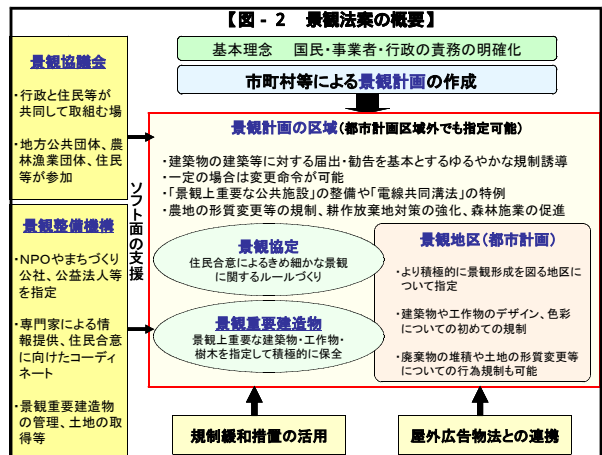 【図-2 景観法案の概要】
基本理念 国民・事業者・行政の責務の明確化
市町村等による景観計画の作成
景観協議会
・行政と住民等が
共同して取組む場
・地方公共団体、農
林漁業団体、住民
等が参加
景観整備機構
・NPOやまちづくり
公社、公益法人等
を指定
・専門家による情
報提供、住民合意
に向けたコーディ
ネート
・景観重要建造物
の管理、土地の取
得等
ソフト面の支援
景観計画の区域(都市計画区域外でも指定可能)
・建築物の建築等に対する届出・勧告を基本とするゆるやかな規制誘導
・一定の場合は変更命令が可能
・「景観上重要な公共施設」の整備や「電線共同溝法」の特例
・農地の形質変更等の規制、耕作放棄地対策の強化、森林施業の促進
景観協定
住民合意によるきめ細かな景観
に関するルールづくり
景観重要建造物
景観上重要な建築物・工作物・
樹木を指定して積極的に保全
景観地区(都市計画)
・より積極的に景観形成を図る地区に
ついて指定
・建築物や工作物のデザイン、色彩
についての初めての規制
・廃棄物の堆積や土地の形質変更等
についての行為規制も可能
規制緩和措置の活用
屋外広告物法との連携